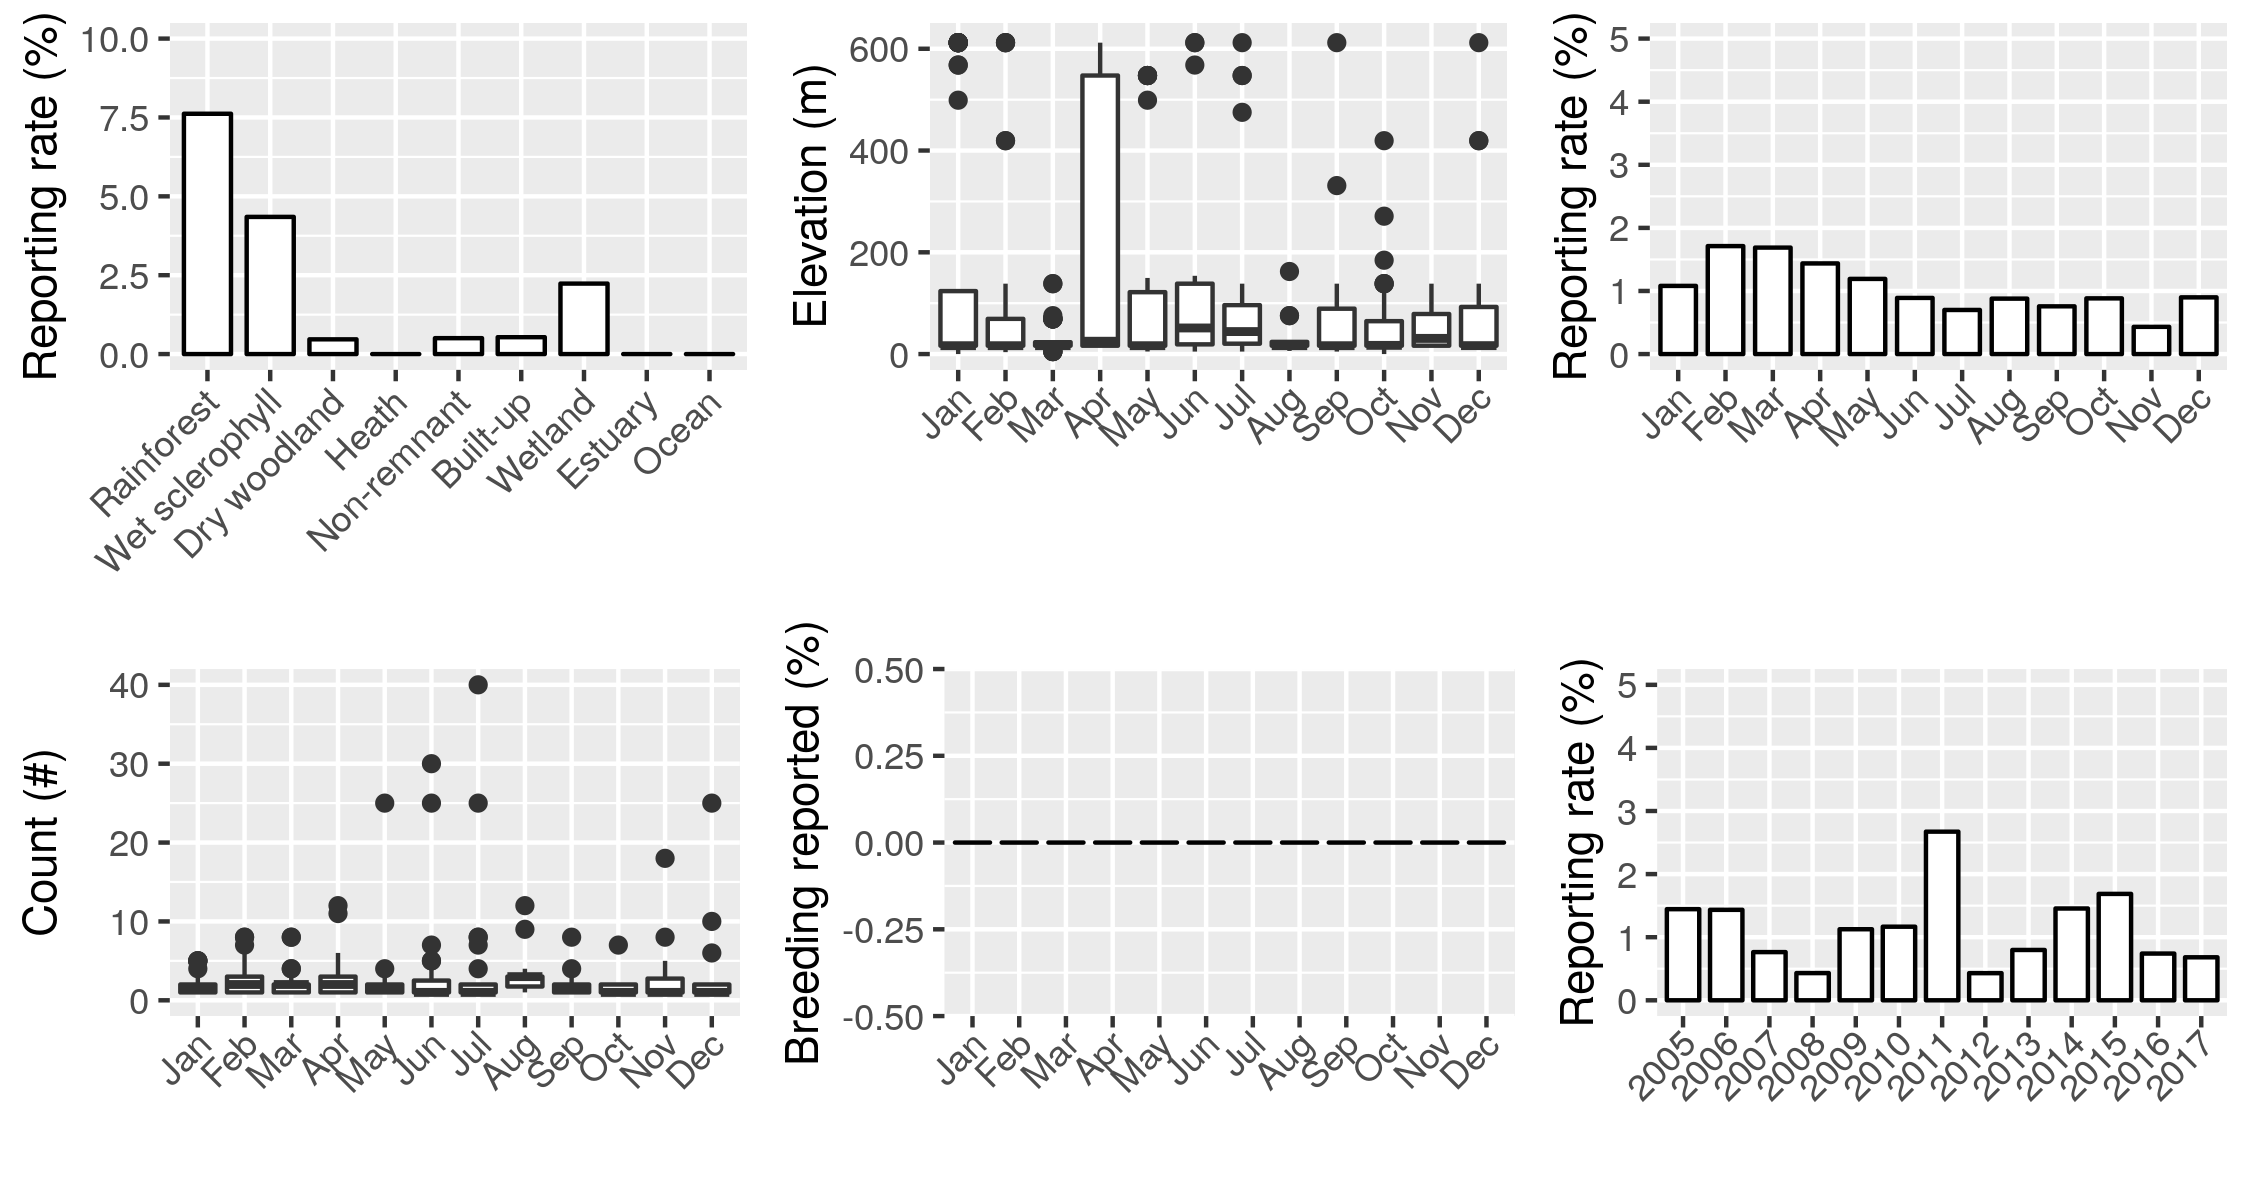 Reporting rate (%)
10.0
7.5
5.0
2.5
0.0
Rainforest
Wet sclerophyll
Dry woodland
Heath
Non-remnant
Built-up
Wetland
Estuary
Ocean
Elevation (m)
600
400
200
0
Jan
Feb
Mar
Apr
May
Jun
Jul
Aug
Sep
Oct
Nov
Dec
Reporting rate (%)
5
4
3
2
1
0
Jan
Feb
Mar
Apr
May
Jun
Jul
Aug
Sep
Oct
Nov
Dec
Count (#)
40
30
20
10
0
Jan
Feb
Mar
Apr
May
Jun
Jul
Aug
Sep
Oct
Nov
Dec
Breeding reported (%)
0.50
0.25
0.00
-0.25
-0.50
Jan
Feb
Mar
Apr
May
Jun
Jul
Aug
Sep
Oct
Nov
Dec
Reporting rate (%)
5
4
3
2
1
0
2005
2006
2007
2008
2009
2010
2011
2012
2013
2014
2015
2016
2017